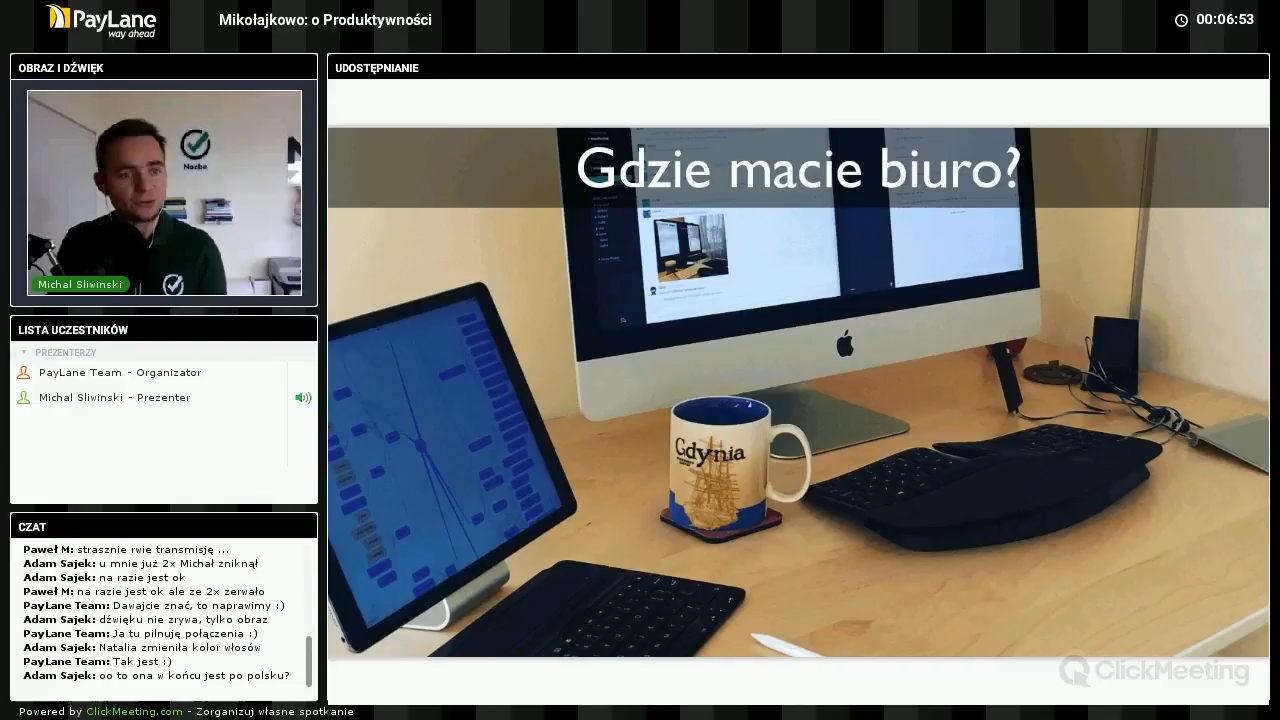 PayLane
way ahead
Mikołajkowo: o Produktywności
00:06:53
OBRAZ I DŹWIĘK
Nozbe
Michal Sliwinski
LISTA UCZESTNIKÓW
PREZENTERZY
PayLane Team - Organizator
Michal Sliwinski - Prezenter
CZAT
Paweł M: strasznie rwie transmisję ...
Adam Sajek: u mnie już 2x Michał zniknął
Adam Sajek: na razie jest ok
Paweł M: na razie jest ok ale ze 2x zerwało
PayLane Team: Dawajcie znać, to naprawimy :)
Adam Sajek: dźwięku nie zrywa, tylko obraz
PayLane Team: Ja tu pilnuję połączenia :)
Adam Sajek: Natalia zmieniła kolor włosów
PayLane Team: Tak jest :)
Adam Sajek: oo to ona w końcu jest po polsku?
Powered by ClickMeeting.com - Zorganizuj własne spotkanie
UDOSTĘPNIANIE
Gdzie macie biuro?
Gdynia
ClickMeeting